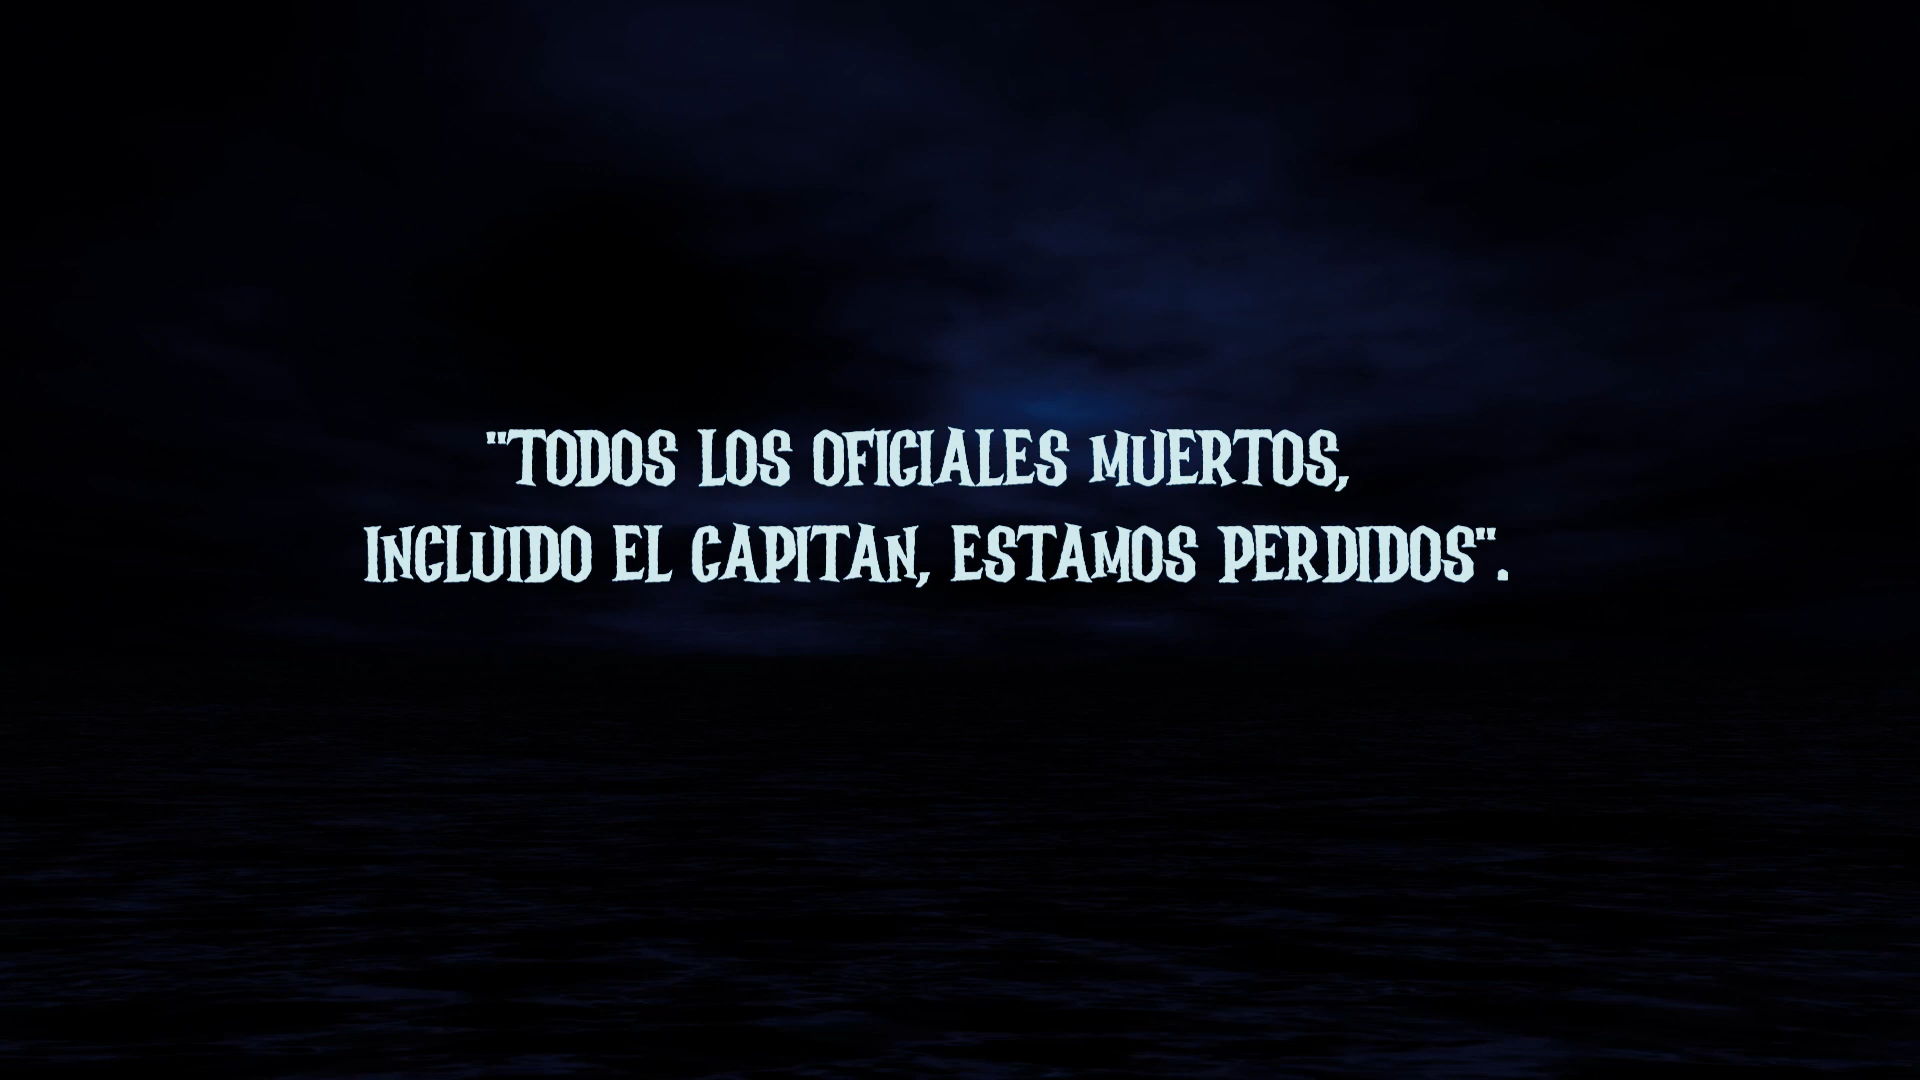 "TODOS LOS OFICIALES MUERTOS,
INCLUIDO EL CAPITAN, ESTAMOS PERDIDOS".